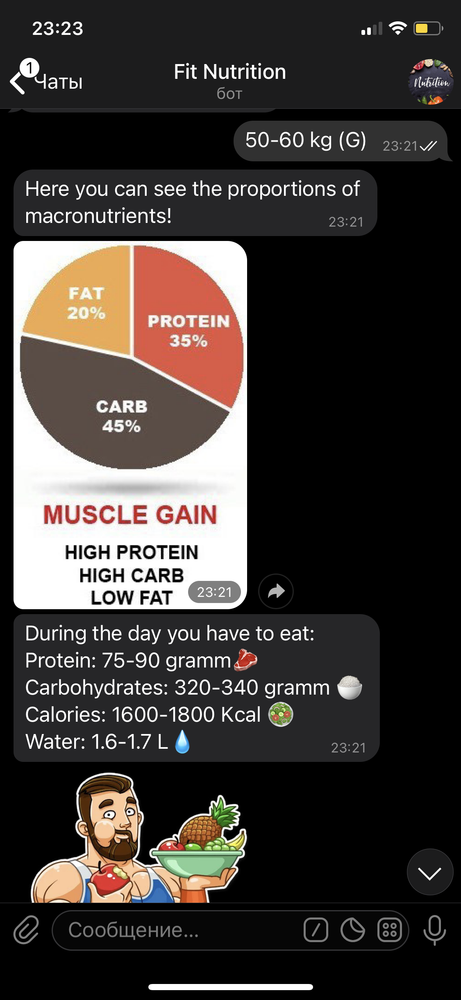 23:23
1
Чаты
Fit Nutrition
бот
Nutrition
50-60 kg (G) 23:21
Here you can see the proportions of
macronutrients! 23:21
FAT
20%
PROTEIN
35%
CARB
45%
MUSCLE GAIN
HIGH PROTEIN
HIGH CARB
LOW FAT
23:21
During the day you have to eat:
Protein: 75-90 gramm
Carbohydrates: 320-340 gramm
Calories: 1600-1800 Kcal
Water: 1.6-1.7 L
23:21
Сообщение...